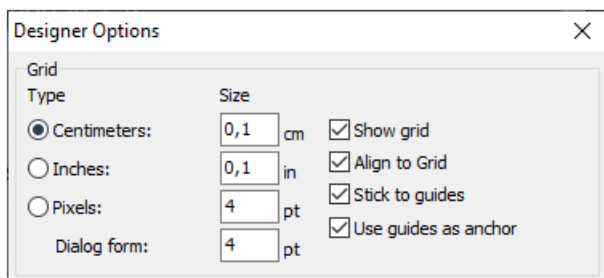 Designer Options
Grid
Type Size
Centimeters: 0,1 cm Show grid
Inches: 0,1 in Align to Grid
Pixels: 4 pt Stick to guides
Dialog form: 4 pt Use guides as anchor